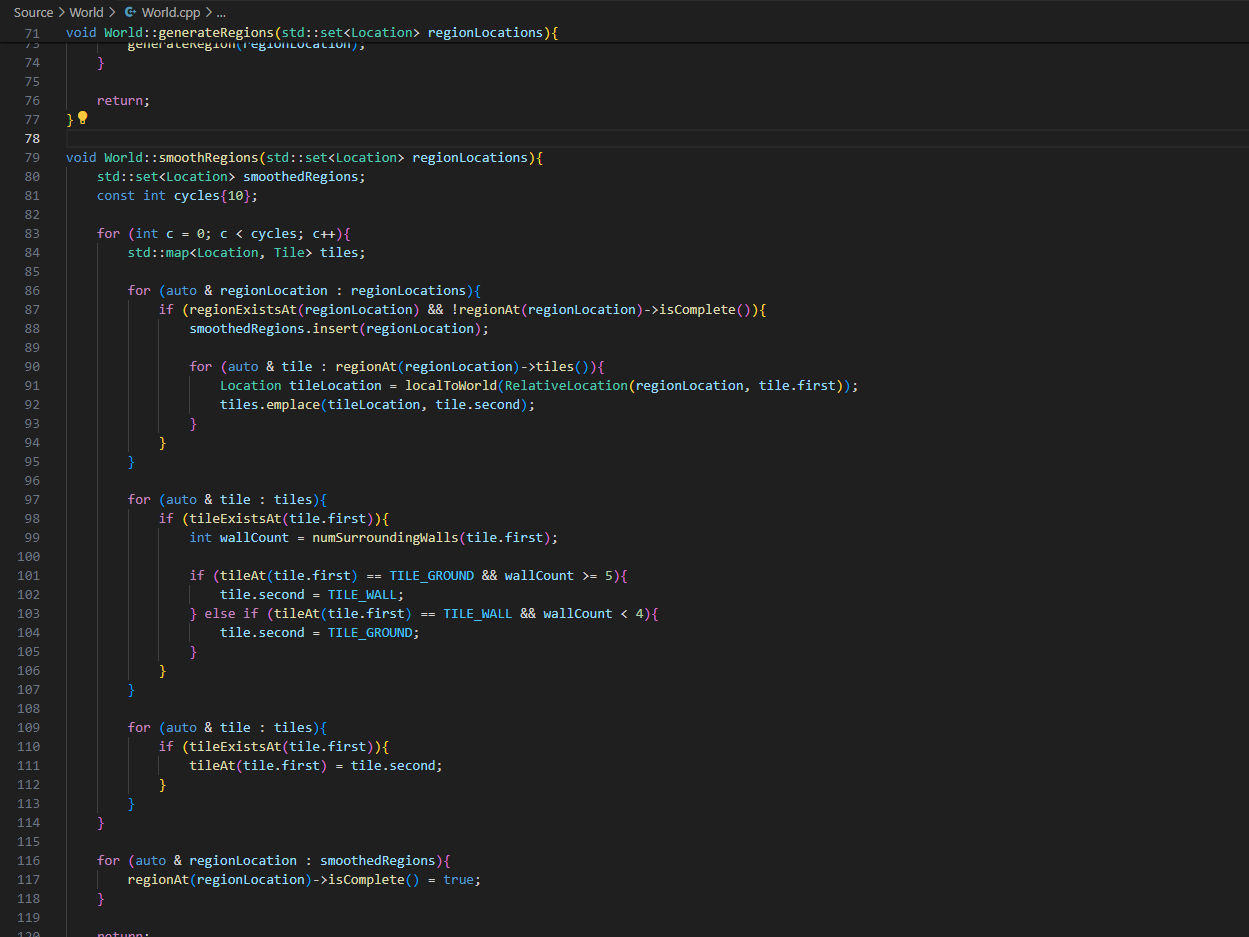 Source > World > World.cpp > ...
71 void World::generateRegions(std::set<Location> regionLocations){
73 generateRegion(regionLocation);
74 }
75
76 return;
77 }
78
79 void World::smoothRegions(std::set<Location> regionLocations){
80 std::set<Location> smoothedRegions;
81 const int cycles{10};
82
83 for (int c = 0; c < cycles; c++){
84 std::map<Location, Tile> tiles;
85
86 for (auto & regionLocation : regionLocations){
87 if (regionExistsAt(regionLocation) && !regionAt(regionLocation)->isComplete()){
88 smoothedRegions.insert(regionLocation);
89
90 for (auto & tile : regionAt(regionLocation)->tiles()){
91 Location tileLocation = localToWorld(RelativeLocation(regionLocation, tile.first));
92 tiles.emplace(tileLocation, tile.second);
93 }
94 }
95 }
96
97 for (auto & tile : tiles){
98 if (tileExistsAt(tile.first)){
99 int wallCount = numSurroundingWalls(tile.first);
100
101 if (tileAt(tile.first) == TILE_GROUND && wallCount >= 5){
102 tile.second = TILE_WALL;
103 } else if (tileAt(tile.first) == TILE_WALL && wallCount < 4){
104 tile.second = TILE_GROUND;
105 }
106 }
107 }
108
109 for (auto & tile : tiles){
110 if (tileExistsAt(tile.first)){
111 tileAt(tile.first) = tile.second;
112 }
113 }
114 }
115
116 for (auto & regionLocation : smoothedRegions){
117 regionAt(regionLocation)->isComplete() = true;
118 }
119
120 return;